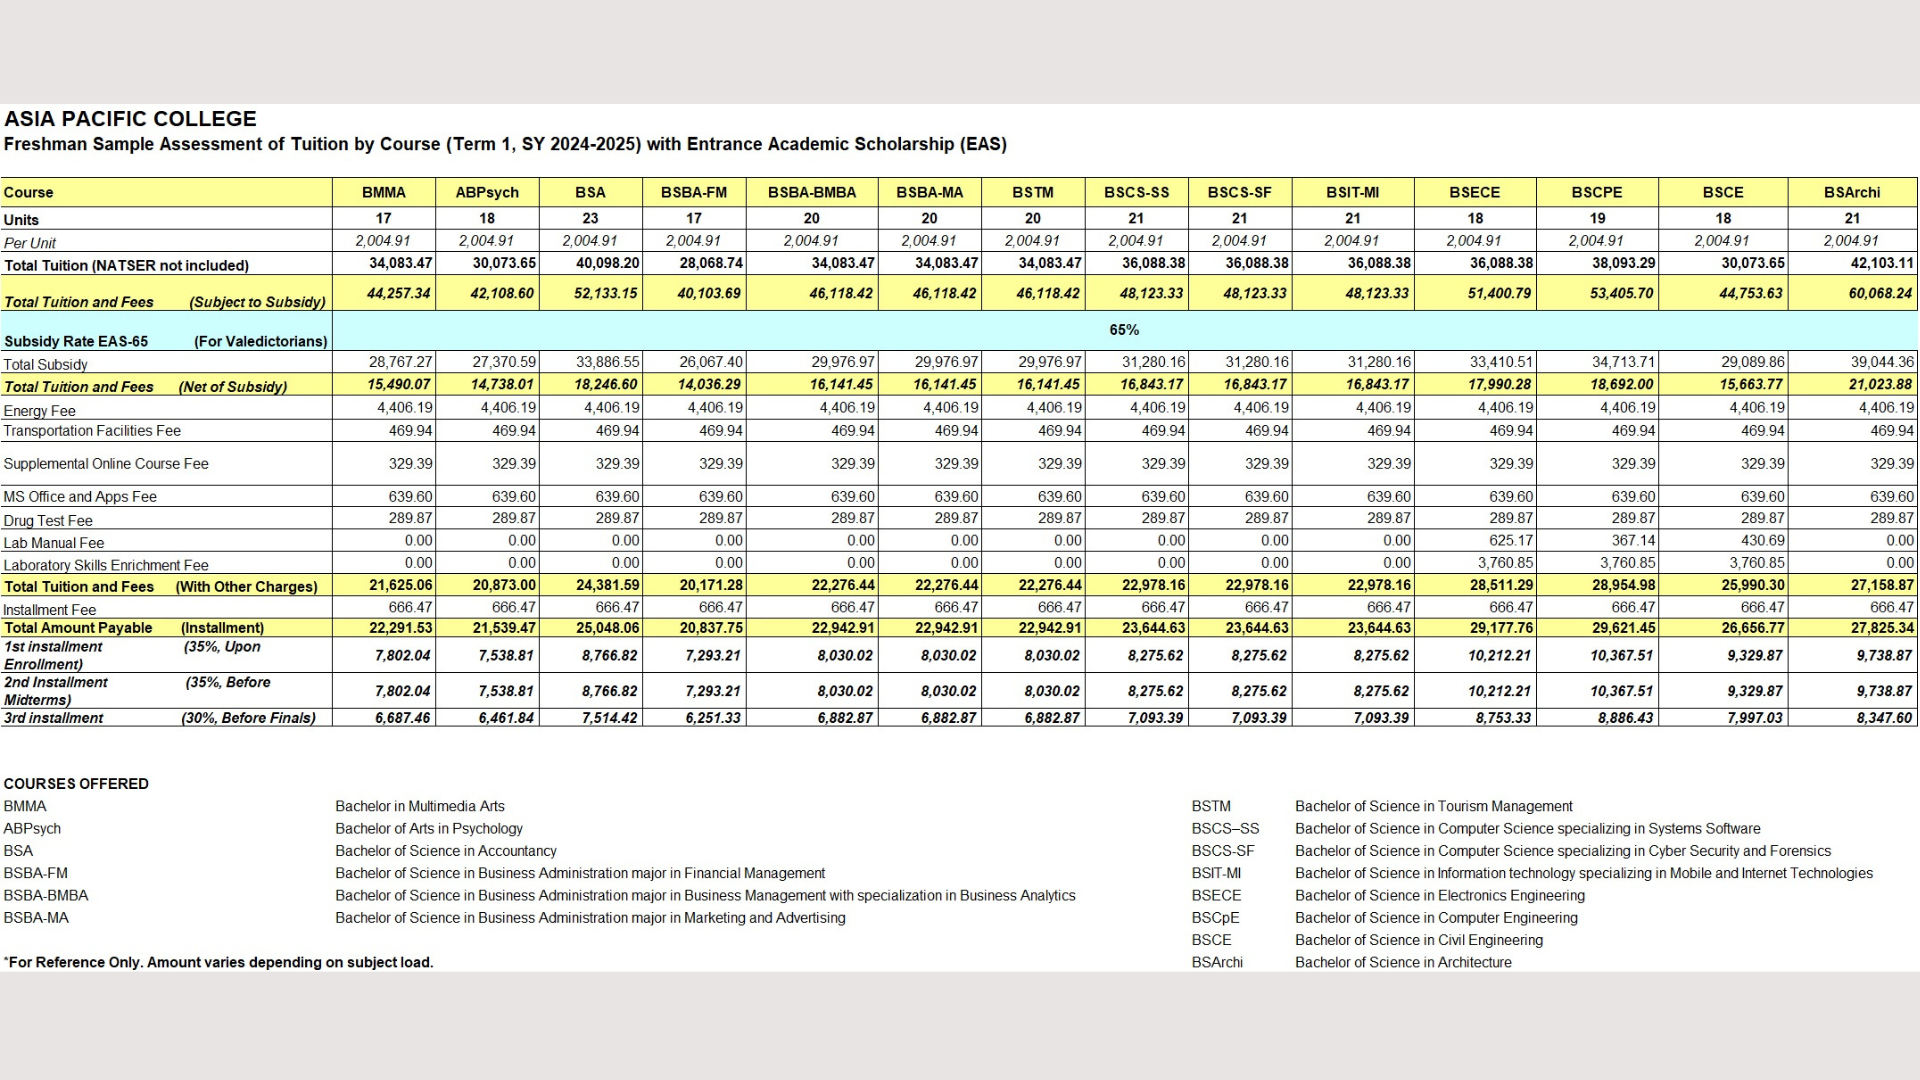 ASIA PACIFIC COLLEGE
Freshman Sample Assessment of Tuition by Course (Term 1, SY 2024-2025) with Entrance Academic Scholarship (EAS)
Course BMMA ABPsych BSA BSBA-FM BSBA-BMBA BSBA-MA BSTM BSCS-SS BSCS-SF BSIT-MI BSECE BSCPE BSCE BSArchi
Units 17 18 23 17 20 20 20 21 21 21 18 19 18 21
Per Unit 2,004.91 2,004.91 2,004.91 2,004.91 2,004.91 2,004.91 2,004.91 2,004.91 2,004.91 2,004.91 2,004.91 2,004.91 2,004.91 2,004.91
Total Tuition (NATSER not included) 34,083.47 30,073.65 40,098.20 28,068.74 34,083.47 34,083.47 34,083.47 36,088.38 36,088.38 36,088.38 36,088.38 38,093.29 30,073.65 42,103.11
Total Tuition and Fees (Subject to Subsidy) 44,257.34 42,108.60 52,133.15 40,103.69 46,118.42 46,118.42 46,118.42 48,123.33 48,123.33 48,123.33 51,400.79 53,405.70 44,753.63 60,068.24
Subsidy Rate EAS-65 (For Valedictorians) 65%
Total Subsidy 28,767.27 27,370.59 33,886.55 26,067.40 29,976.97 29,976.97 29,976.97 31,280.16 31,280.16 31,280.16 33,410.51 34,713.71 29,089.86 39,044.36
Total Tuition and Fees (Net of Subsidy) 15,490.07 14,738.01 18,246.60 14,036.29 16,141.45 16,141.45 16,141.45 16,843.17 16,843.17 16,843.17 17,990.28 18,692.00 15,663.77 21,023.88
Energy Fee 4,406.19 4,406.19 4,406.19 4,406.19 4,406.19 4,406.19 4,406.19 4,406.19 4,406.19 4,406.19 4,406.19 4,406.19 4,406.19 4,406.19
Transportation Facilities Fee 469.94 469.94 469.94 469.94 469.94 469.94 469.94 469.94 469.94 469.94 469.94 469.94 469.94 469.94
Supplemental Online Course Fee 329.39 329.39 329.39 329.39 329.39 329.39 329.39 329.39 329.39 329.39 329.39 329.39 329.39 329.39
MS Office and Apps Fee 639.60 639.60 639.60 639.60 639.60 639.60 639.60 639.60 639.60 639.60 639.60 639.60 639.60 639.60
Drug Test Fee 289.87 289.87 289.87 289.87 289.87 289.87 289.87 289.87 289.87 289.87 289.87 289.87 289.87 289.87
Lab Manual Fee 0.00 0.00 0.00 0.00 0.00 0.00 0.00 0.00 0.00 0.00 625.17 367.14 430.69 0.00
Laboratory Skills Enrichment Fee 0.00 0.00 0.00 0.00 0.00 0.00 0.00 0.00 0.00 0.00 3,760.85 3,760.85 3,760.85 0.00
Total Tuition and Fees (With Other Charges) 21,625.06 20,873.00 24,381.59 20,171.28 22,276.44 22,276.44 22,276.44 22,978.16 22,978.16 22,978.16 28,511.29 28,954.98 25,990.30 27,158.87
Installment Fee 666.47 666.47 666.47 666.47 666.47 666.47 666.47 666.47 666.47 666.47 666.47 666.47 666.47 666.47
Total Amount Payable (Installment) 22,291.53 21,539.47 25,048.06 20,837.75 22,942.91 22,942.91 22,942.91 23,644.63 23,644.63 23,644.63 29,177.76 29,621.45 26,656.77 27,825.34
1st installment (35%, Upon
Enrollment) 7,802.04 7,538.81 8,766.82 7,293.21 8,030.02 8,030.02 8,030.02 8,275.62 8,275.62 8,275.62 10,212.21 10,367.51 9,329.87 9,738.87
2nd Installment (35%, Before
Midterms) 7,802.04 7,538.81 8,766.82 7,293.21 8,030.02 8,030.02 8,030.02 8,275.62 8,275.62 8,275.62 10,212.21 10,367.51 9,329.87 9,738.87
3rd installment (30%, Before Finals) 6,687.46 6,461.84 7,514.42 6,251.33 6,882.87 6,882.87 6,882.87 7,093.39 7,093.39 7,093.39 8,753.33 8,886.43 7,997.03 8,347.60
COURSES OFFERED
BMMA Bachelor in Multimedia Arts
ABPsych Bachelor of Arts in Psychology
BSA Bachelor of Science in Accountancy
BSBA-FM Bachelor of Science in Business Administration major in Financial Management
BSBA-BMBA Bachelor of Science in Business Administration major in Business Management with specialization in Business Analytics
BSBA-MA Bachelor of Science in Business Administration major in Marketing and Advertising
*For Reference Only. Amount varies depending on subject load.
BSTM Bachelor of Science in Tourism Management
BSCS–SS Bachelor of Science in Computer Science specializing in Systems Software
BSCS-SF Bachelor of Science in Computer Science specializing in Cyber Security and Forensics
BSIT-MI Bachelor of Science in Information technology specializing in Mobile and Internet Technologies
BSECE Bachelor of Science in Electronics Engineering
BSCpE Bachelor of Science in Computer Engineering
BSCE Bachelor of Science in Civil Engineering
BSArchi Bachelor of Science in Architecture